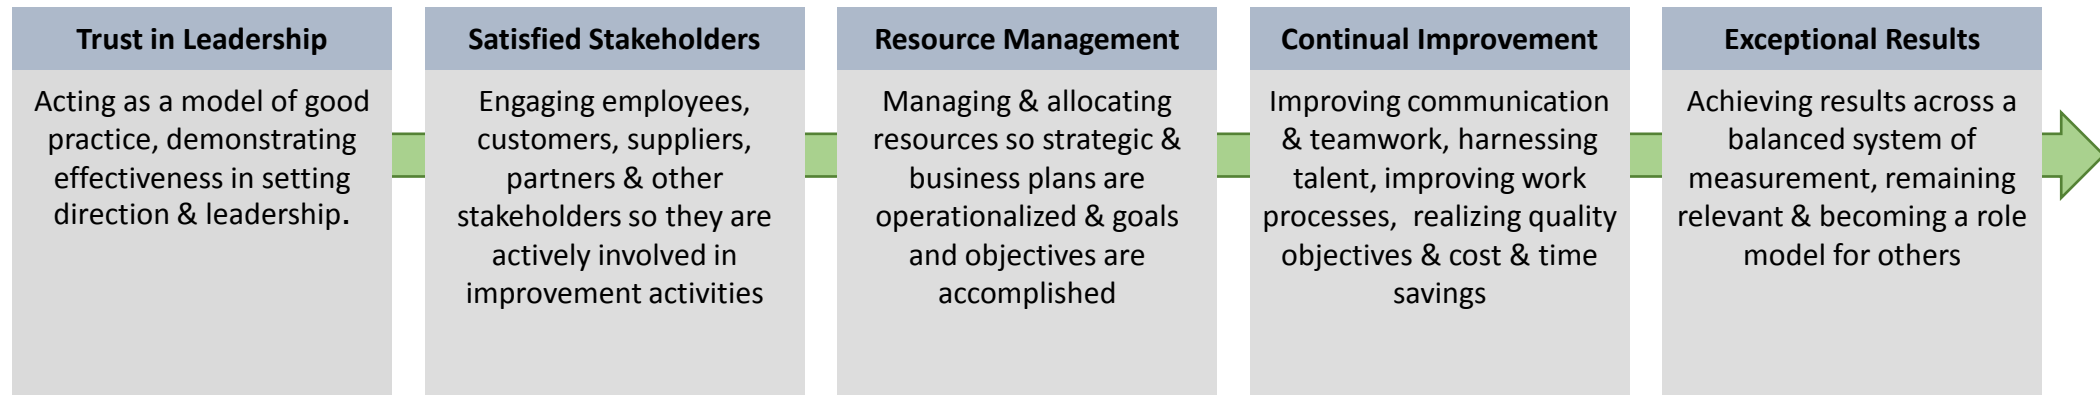 Trust in Leadership
Acting as a model of good
practice, demonstrating
effectiveness in setting
direction & leadership.
Satisfied Stakeholders
Engaging employees,
customers, suppliers,
partners & other
stakeholders so they are
actively involved in
improvement activities
Resource Management
Managing & allocating
resources so strategic &
business plans are
operationalized & goals
and objectives are
accomplished
Continual Improvement
Improving communication
& teamwork, harnessing
talent, improving work
processes,  realizing quality
objectives & cost & time
savings
Exceptional Results
Achieving results across a
balanced system of
measurement, remaining
relevant & becoming a role
model for others